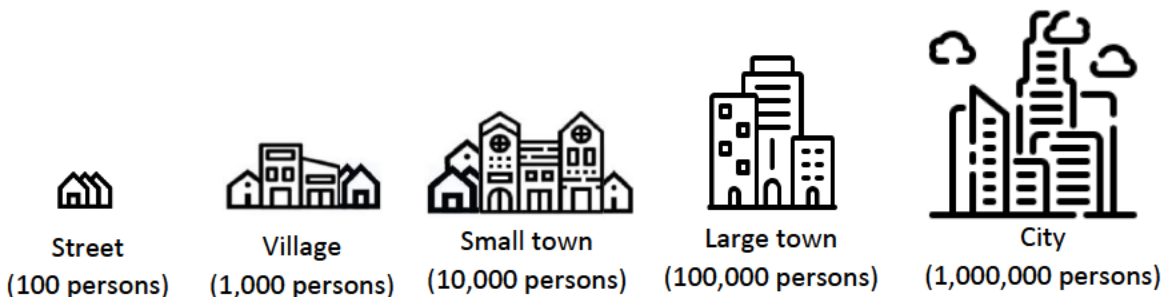 Street
(100 persons)
Village
(1,000 persons)
Small town
(10,000 persons)
Large town
(100,000 persons)
City
(1,000,000 persons)